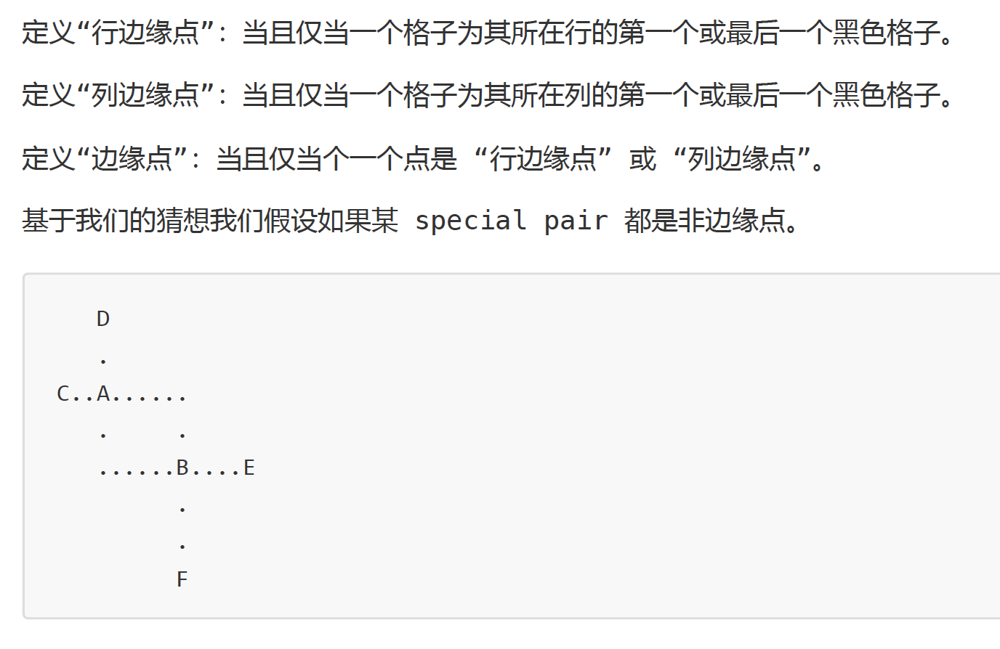 定义“行边缘点”: 当且仅当一个格子为其所在行的第一个或最后一个黑色格子。
定义“列边缘点”: 当且仅当一个格子为其所在列的第一个或最后一个黑色格子。
定义“边缘点”: 当且仅当个一个点是 “行边缘点” 或 “列边缘点”。
基于我们的猜想我们假设如果某 special pair 都是非边缘点。
   D
   .
C..A......
   .     .
   ......B....E
         .
         .
         F